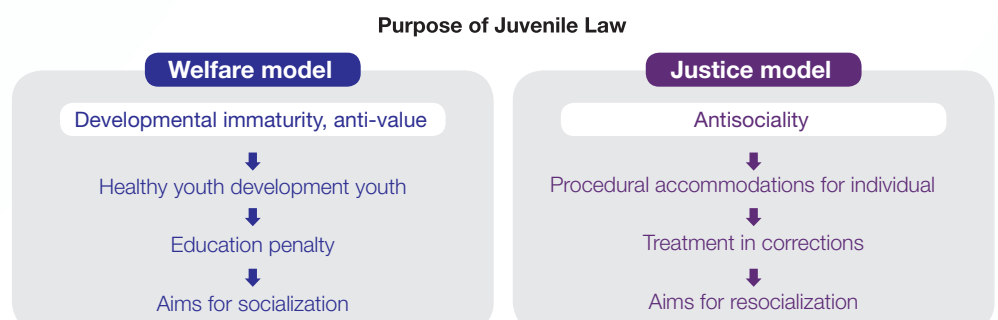 Purpose of Juvenile Law
Welfare model
Developmental immaturity, anti-value
Healthy youth development youth
Education penalty
Aims for socialization
Justice model
Antisociality
Procedural accommodations for individual
Treatment in corrections
Aims for resocialization